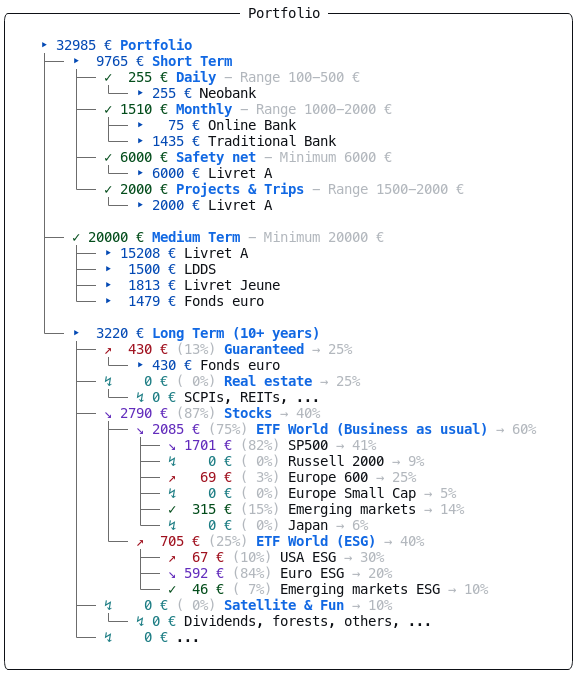 Portfolio
‣ 32985 € Portfolio
‣ 9765 € Short Term
✓ 255 € Daily − Range 100−500 €
‣ 255 € Neobank
✓ 1510 € Monthly − Range 1000−2000 €
‣ 75 € Online Bank
‣ 1435 € Traditional Bank
✓ 6000 € Safety net − Minimum 6000 €
‣ 6000 € Livret A
✓ 2000 € Projects & Trips − Range 1500−2000 €
‣ 2000 € Livret A
✓ 20000 € Medium Term − Minimum 20000 €
‣ 15208 € Livret A
‣ 1500 € LDDS
‣ 1813 € Livret Jeune
‣ 1479 € Fonds euro
‣ 3220 € Long Term (10+ years)
↗ 430 € (13%) Guaranteed → 25%
‣ 430 € Fonds euro
↯ 0 € ( 0%) Real estate → 25%
↯ 0 € SCPIs, REITs, ...
↘ 2790 € (87%) Stocks → 40%
↘ 2085 € (75%) ETF World (Business as usual) → 60%
↘ 1701 € (82%) SP500 → 41%
↯ 0 € ( 0%) Russell 2000 → 9%
↗ 69 € ( 3%) Europe 600 → 25%
↯ 0 € ( 0%) Europe Small Cap → 5%
✓ 315 € (15%) Emerging markets → 14%
↯ 0 € ( 0%) Japan → 6%
↗ 705 € (25%) ETF World (ESG) → 40%
↗ 67 € (10%) USA ESG → 30%
↘ 592 € (84%) Euro ESG → 20%
✓ 46 € ( 7%) Emerging markets ESG → 10%
↯ 0 € ( 0%) Satellite & Fun → 10%
↯ 0 € Dividends, forests, others, ...
↯ 0 € ...